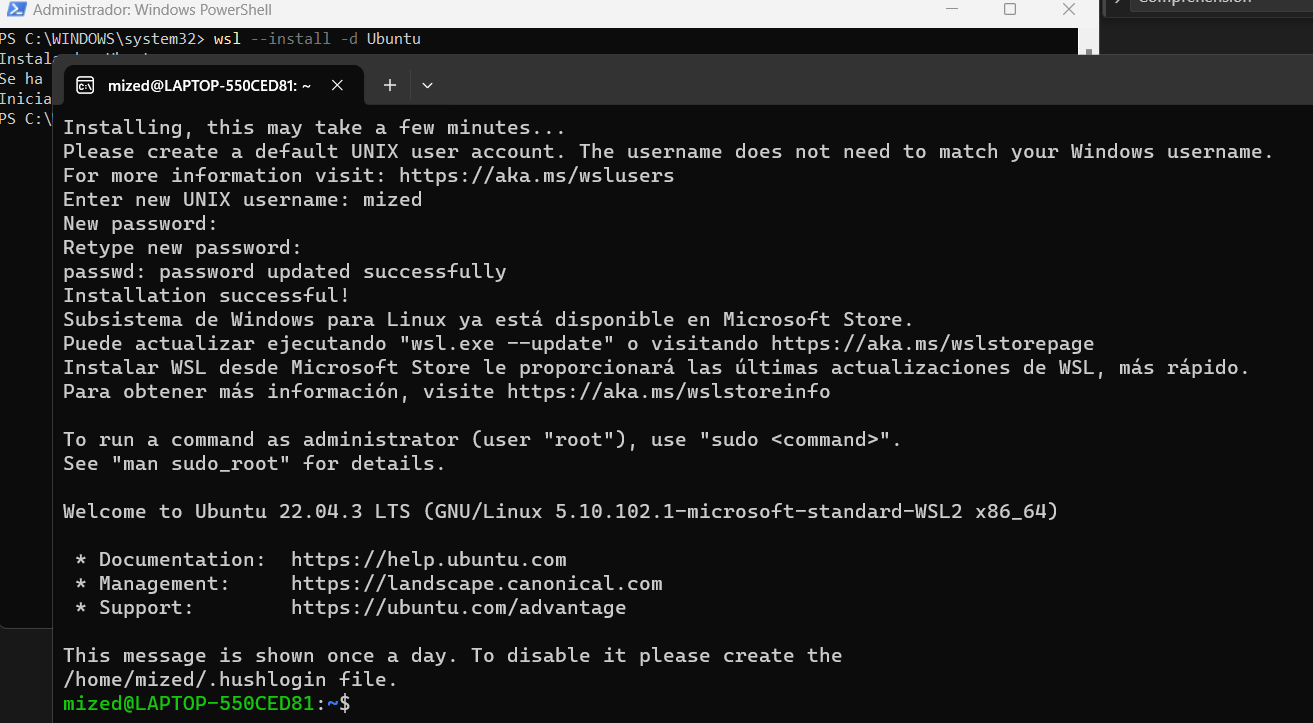 Administrador: Windows PowerShell
Comprehension
PS C:\WINDOWS\system32> wsl --install -d Ubuntu
Instal
Se ha
Inicia
PS C:\
mized@LAPTOP-550CED81: ~
Installing, this may take a few minutes...
Please create a default UNIX user account. The username does not need to match your Windows username.
For more information visit: https://aka.ms/wslusers
Enter new UNIX username: mized
New password:
Retype new password:
passwd: password updated successfully
Installation successful!
Subsistema de Windows para Linux ya está disponible en Microsoft Store.
Puede actualizar ejecutando "wsl.exe --update" o visitando https://aka.ms/wslstorepage
Instalar WSL desde Microsoft Store le proporcionará las últimas actualizaciones de WSL, más rápido.
Para obtener más información, visite https://aka.ms/wslstoreinfo
To run a command as administrator (user "root"), use "sudo <command>".
See "man sudo_root" for details.
Welcome to Ubuntu 22.04.3 LTS (GNU/Linux 5.10.102.1-microsoft-standard-WSL2 x86_64)
* Documentation:  https://help.ubuntu.com
* Management:     https://landscape.canonical.com
* Support:        https://ubuntu.com/advantage
This message is shown once a day. To disable it please create the
/home/mized/.hushlogin file.
mized@LAPTOP-550CED81:~$